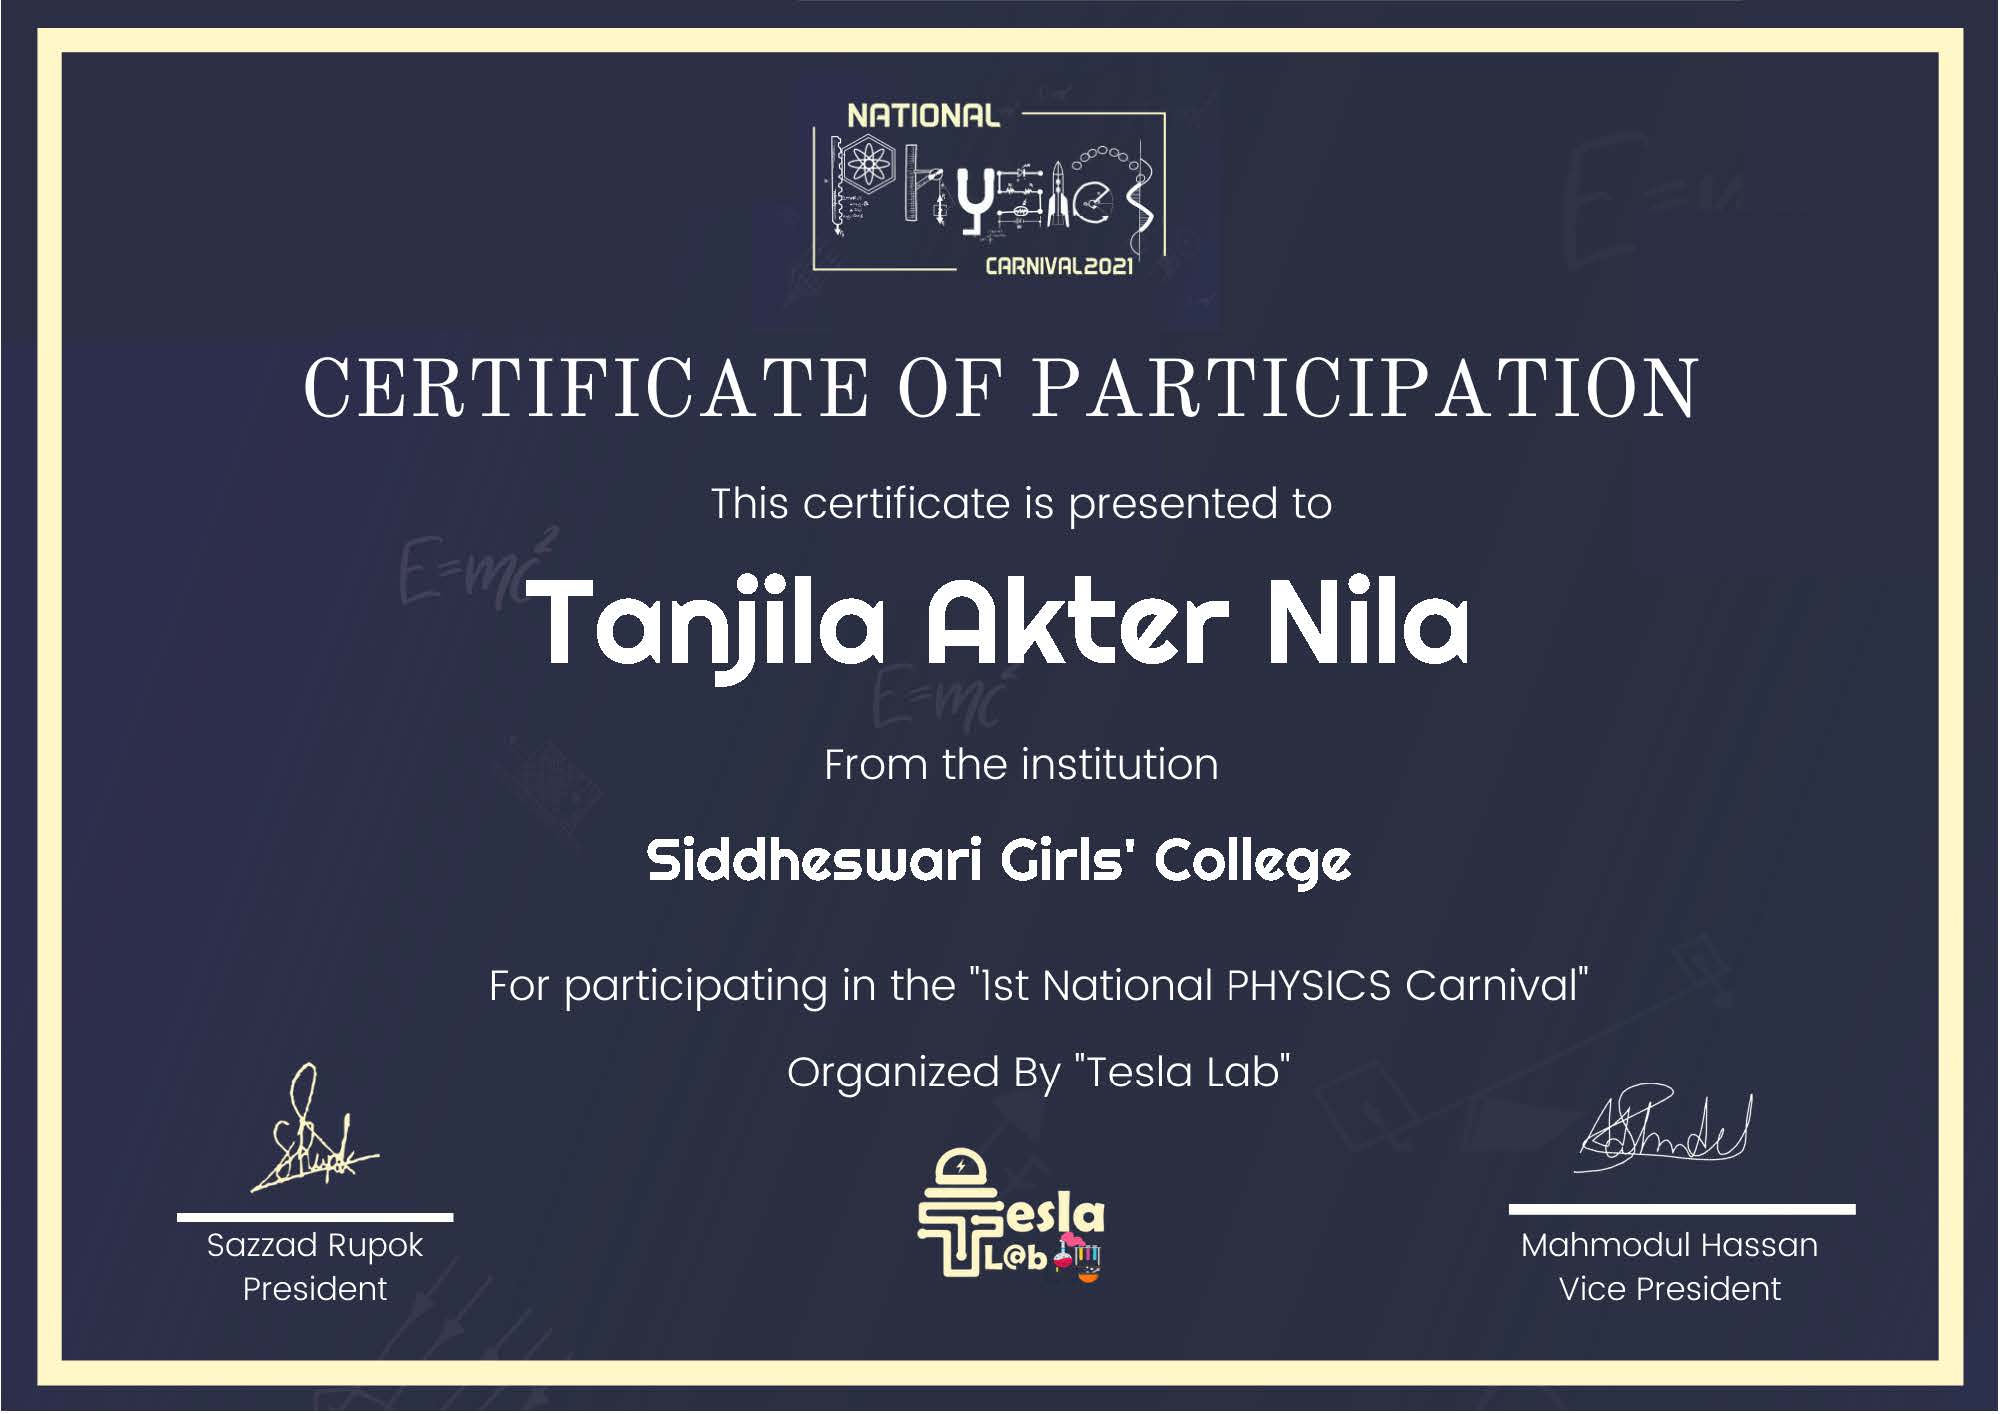 NATIONAL
Physics
CARNIVAL2021
CERTIFICATE OF PARTICIPATION
This certificate is presented to
E=mc²
Tanjila Akter Nila
E=mc²
From the institution
Siddheswari Girls' College
For participating in the "1st National PHYSICS Carnival"
Organized By "Tesla Lab"
Tesla
L@b
Sazzad Rupok
President
Mahmodul Hassan
Vice President